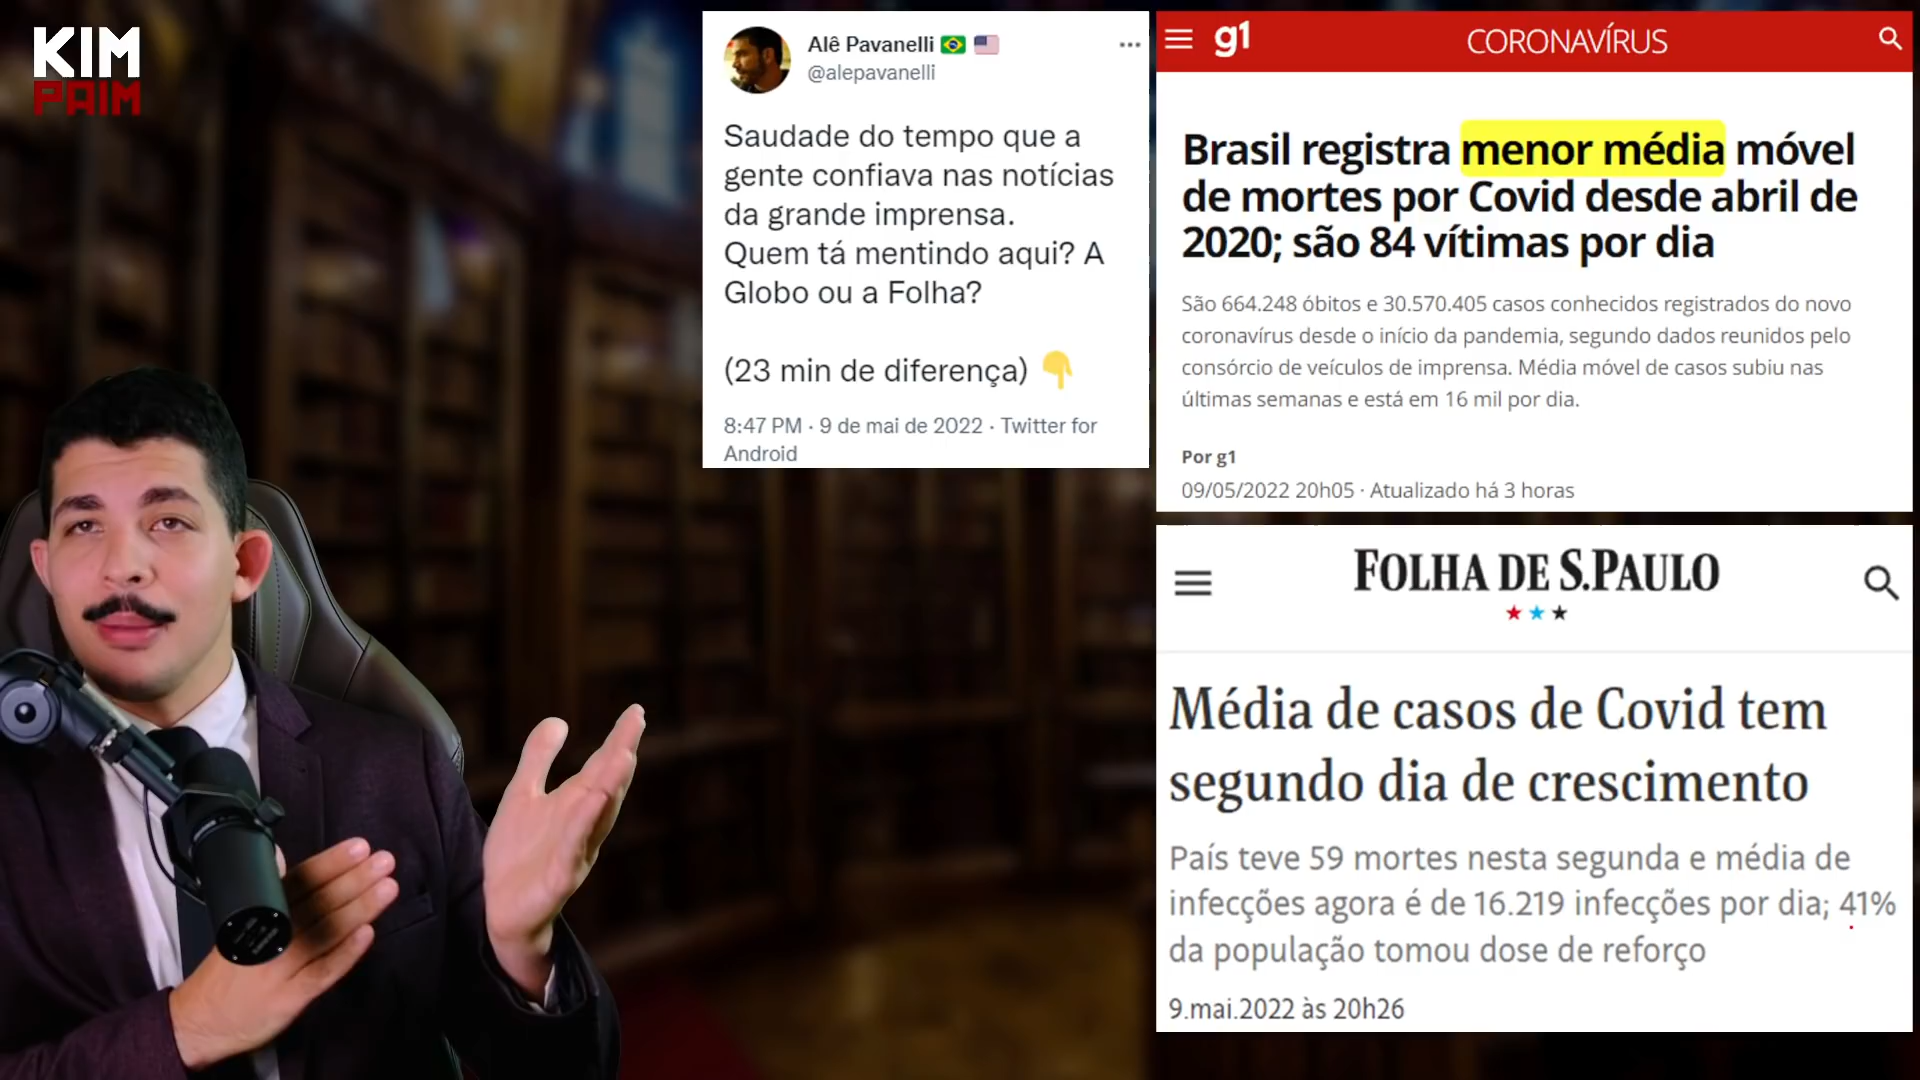 KIM
PAIM
Alê Pavanelli
@alepavanelli
Saudade do tempo que a
gente confiava nas notícias
da grande imprensa.
Quem tá mentindo aqui? A
Globo ou a Folha?
(23 min de diferença)
8:47 PM · 9 de mai de 2022 · Twitter for
Android
g1
CORONAVÍRUS
Brasil registra menor média móvel
de mortes por Covid desde abril de
2020; são 84 vítimas por dia
São 664.248 óbitos e 30.570.405 casos conhecidos registrados do novo
coronavírus desde o início da pandemia, segundo dados reunidos pelo
consórcio de veículos de imprensa. Média móvel de casos subiu nas
últimas semanas e está em 16 mil por dia.
Por g1
09/05/2022 20h05 · Atualizado há 3 horas
FOLHA DE S.PAULO
Média de casos de Covid tem
segundo dia de crescimento
País teve 59 mortes nesta segunda e média de
infecções agora é de 16.219 infecções por dia; 41%
da população tomou dose de reforço
9.mai.2022 às 20h26